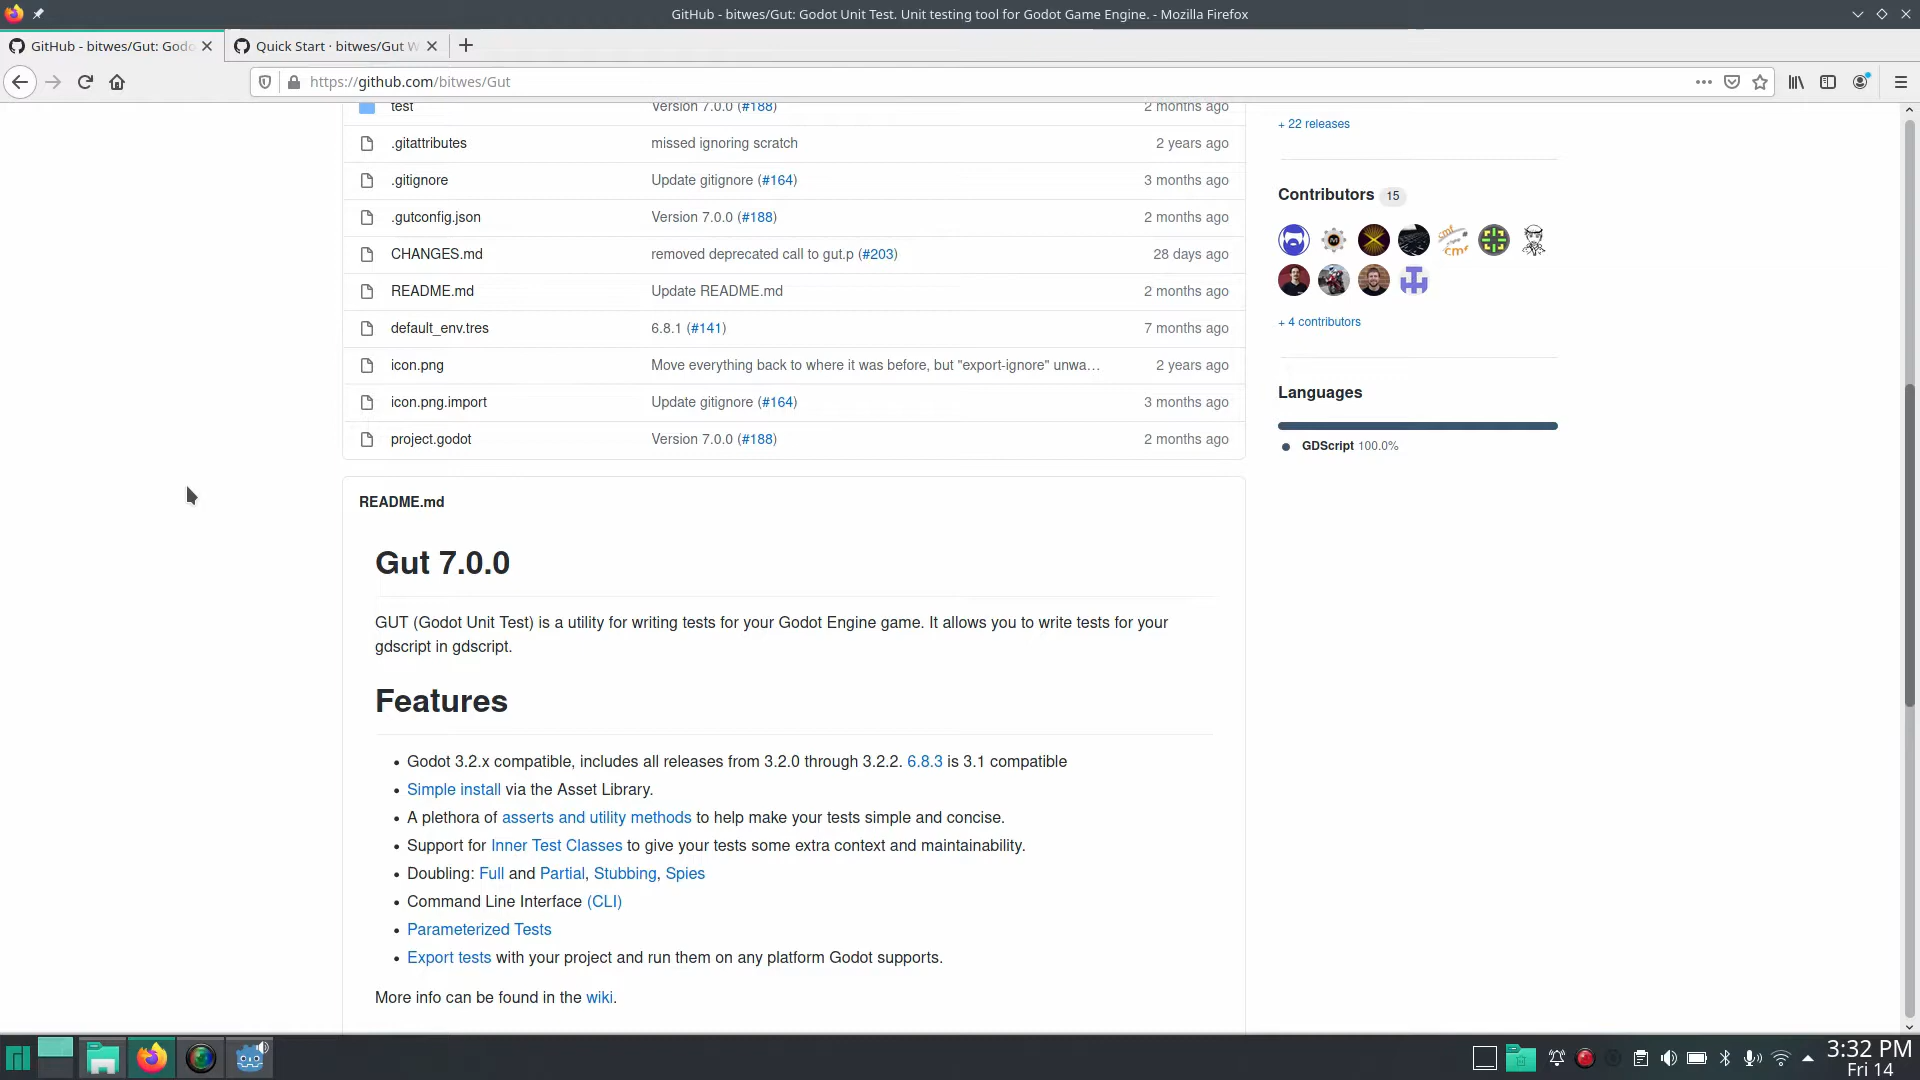 GitHub - bitwes/Gut: Godot Unit Test. Unit testing tool for Godot Game Engine. - Mozilla Firefox
GitHub - bitwes/Gut: Godo
Quick Start · bitwes/Gut W
https://github.com/bitwes/Gut
test Version 7.0.0 (#188) 2 months ago
.gitattributes missed ignoring scratch 2 years ago
.gitignore Update gitignore (#164) 3 months ago
.gutconfig.json Version 7.0.0 (#188) 2 months ago
CHANGES.md removed deprecated call to gut.p (#203) 28 days ago
README.md Update README.md 2 months ago
default_env.tres 6.8.1 (#141) 7 months ago
icon.png Move everything back to where it was before, but "export-ignore" unwa… 2 years ago
icon.png.import Update gitignore (#164) 3 months ago
project.godot Version 7.0.0 (#188) 2 months ago
+ 22 releases
Contributors 15
+ 4 contributors
Languages
GDScript 100.0%
README.md
Gut 7.0.0
GUT (Godot Unit Test) is a utility for writing tests for your Godot Engine game. It allows you to write tests for your
gdscript in gdscript.
Features
• Godot 3.2.x compatible, includes all releases from 3.2.0 through 3.2.2. 6.8.3 is 3.1 compatible
• Simple install via the Asset Library.
• A plethora of asserts and utility methods to help make your tests simple and concise.
• Support for Inner Test Classes to give your tests some extra context and maintainability.
• Doubling: Full and Partial, Stubbing, Spies
• Command Line Interface (CLI)
• Parameterized Tests
• Export tests with your project and run them on any platform Godot supports.
More info can be found in the wiki.
3:32 PM
Fri 14